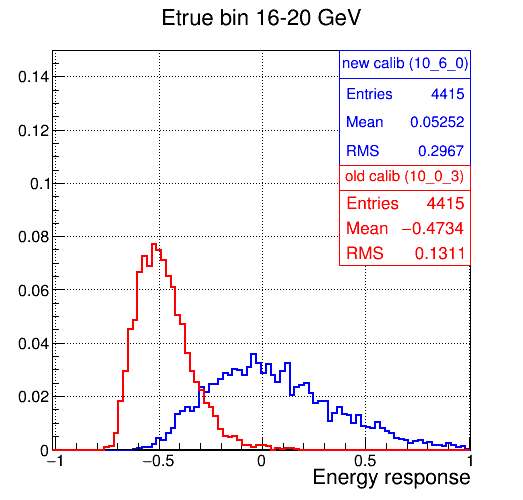 Etrue bin 16-20 GeV
new calib (10_6_0)
Entries 4415
Mean 0.05252
RMS 0.2967
old calib (10_0_3)
Entries 4415
Mean −0.4734
RMS 0.1311
0.14
0.12
0.1
0.08
0.06
0.04
0.02
0
−1 −0.5 0 0.5 1
Energy response